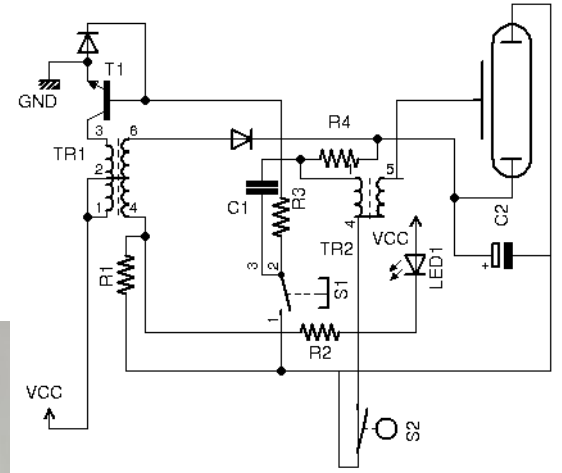 T1
GND
3 6
TR1
2
1 4
R4
1 5
C1
R3
4
TR2
VCC
LED1
C2
+
3 2
S1
1
R1
R2
VCC
S2